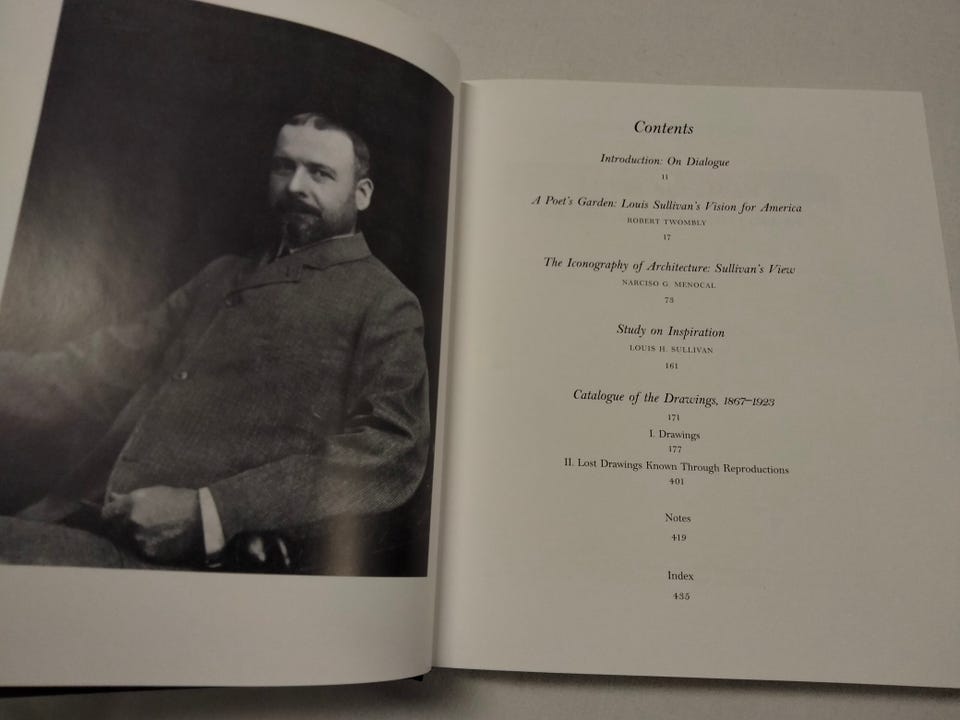 Contents
Introduction: On Dialogue
11
A Poet's Garden: Louis Sullivan's Vision for America
ROBERT TWOMBLY
17
The Iconography of Architecture: Sullivan's View
NARCISO G. MENOCAL
73
Study on Inspiration
LOUIS H. SULLIVAN
161
Catalogue of the Drawings, 1867–1923
171
I. Drawings
177
II. Lost Drawings Known Through Reproductions
401
Notes
419
Index
435